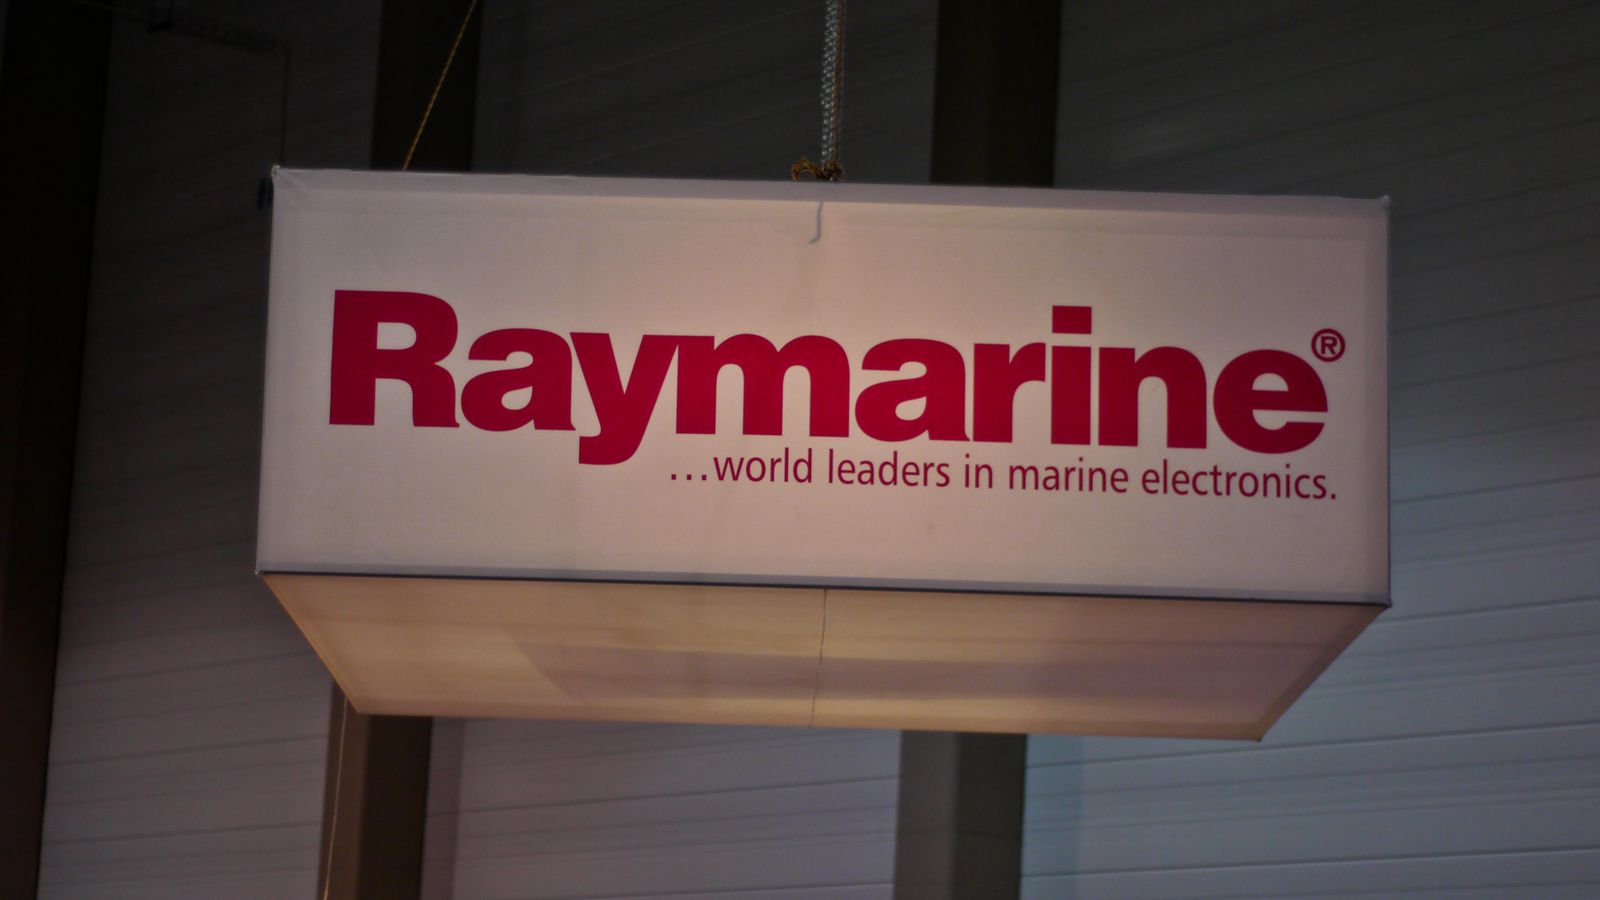 Raymarine®
...world leaders in marine electronics.